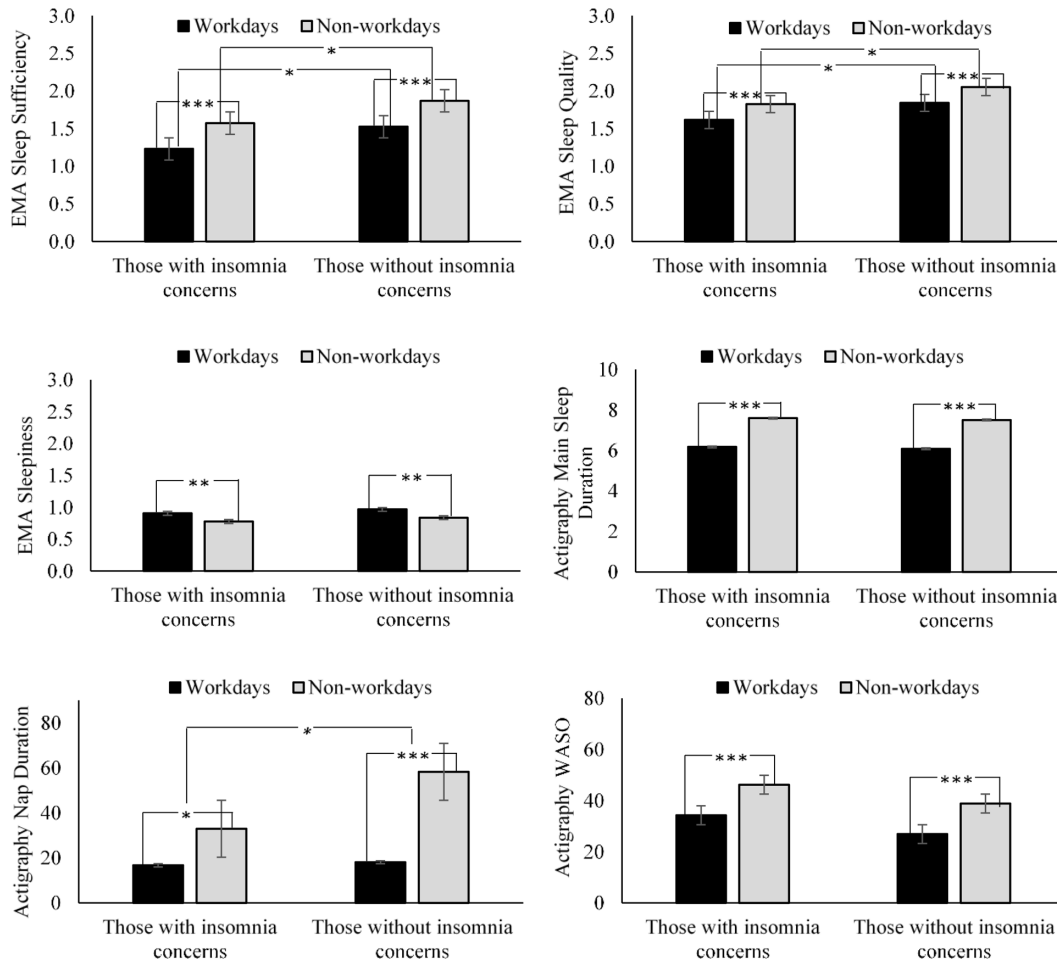 Workdays Non-workdays
EMA Sleep Sufficiency
3.0
2.5
2.0
1.5
1.0
0.5
0.0
*
*
***
***
Those with insomnia concerns
Those without insomnia concerns
Workdays Non-workdays
EMA Sleep Quality
3.0
2.5
2.0
1.5
1.0
0.5
0.0
*
*
***
***
Those with insomnia concerns
Those without insomnia concerns
Workdays Non-workdays
EMA Sleepiness
3.0
2.5
2.0
1.5
1.0
0.5
0.0
**
**
Those with insomnia concerns
Those without insomnia concerns
Workdays Non-workdays
Actigraphy Main Sleep
Duration
10
8
6
4
2
0
***
***
Those with insomnia concerns
Those without insomnia concerns
Workdays Non-workdays
Actigraphy Nap Duration
80
60
40
20
0
*
*
***
Those with insomnia concerns
Those without insomnia concerns
Workdays Non-workdays
Actigraphy WASO
80
60
40
20
0
***
***
Those with insomnia concerns
Those without insomnia concerns